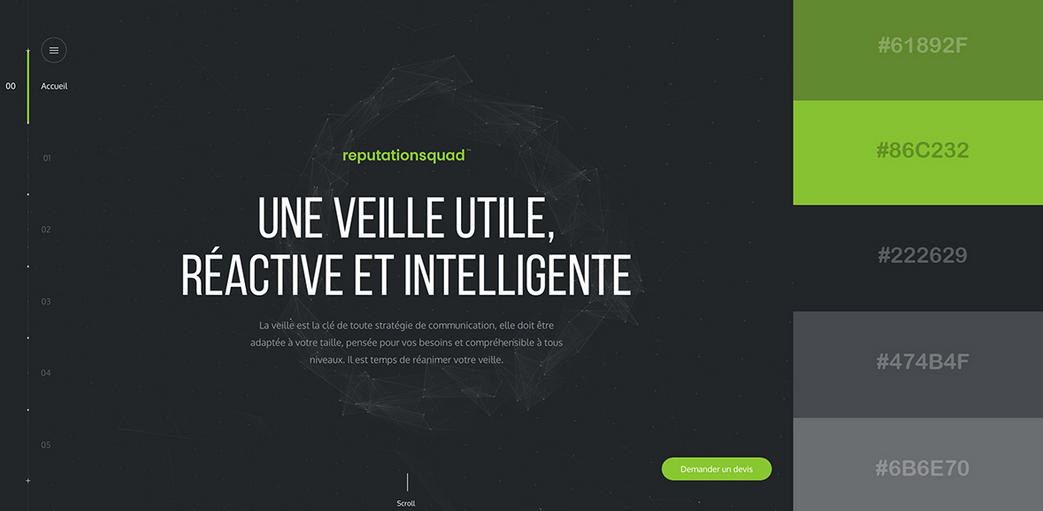 00
Accueil
01
02
03
04
05
reputationsquad™
UNE VEILLE UTILE,
RÉACTIVE ET INTELLIGENTE
La veille est la clé de toute stratégie de communication, elle doit être
adaptée à votre taille, pensée pour vos besoins et compréhensible à tous
niveaux. Il est temps de réanimer votre veille.
Demander un devis
Scroll
#61892F
#86C232
#222629
#474B4F
#6B6E70